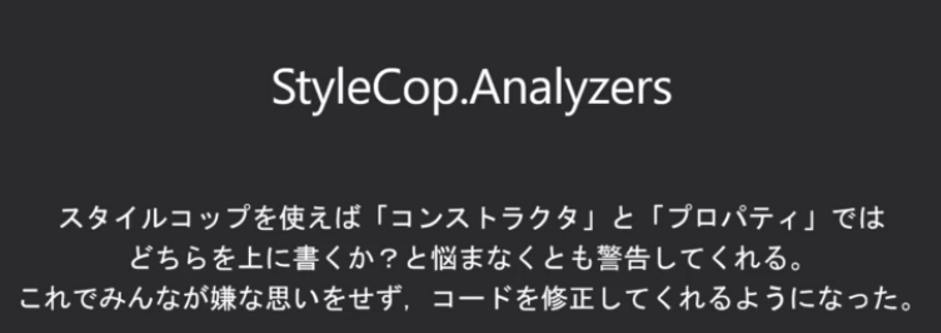 StyleCop.Analyzers
スタイルコップを使えば「コンストラクタ」と「プロパティ」では
どちらを上に書くか？と悩まなくとも警告してくれる。
これでみんなが嫌な思いをせず，コードを修正してくれるようになった。